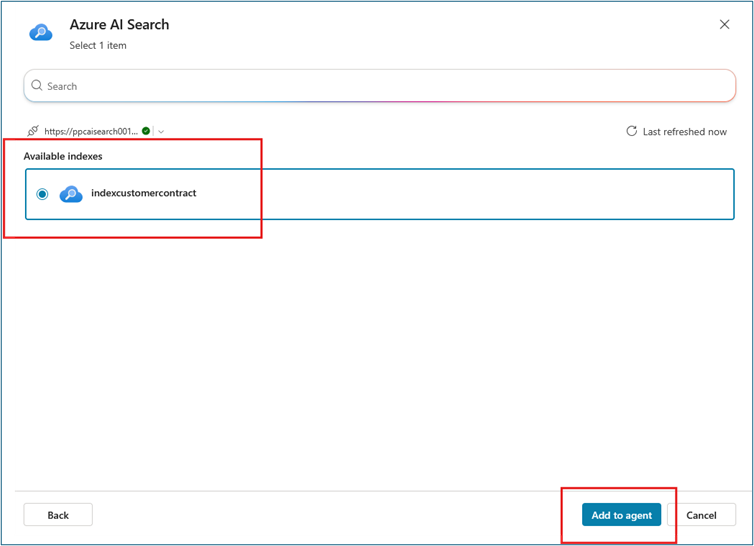 Azure AI Search
Select 1 item
Search
https://ppcaisearch001...
Last refreshed now
Available indexes
indexcustomercontract
Back
Add to agent
Cancel